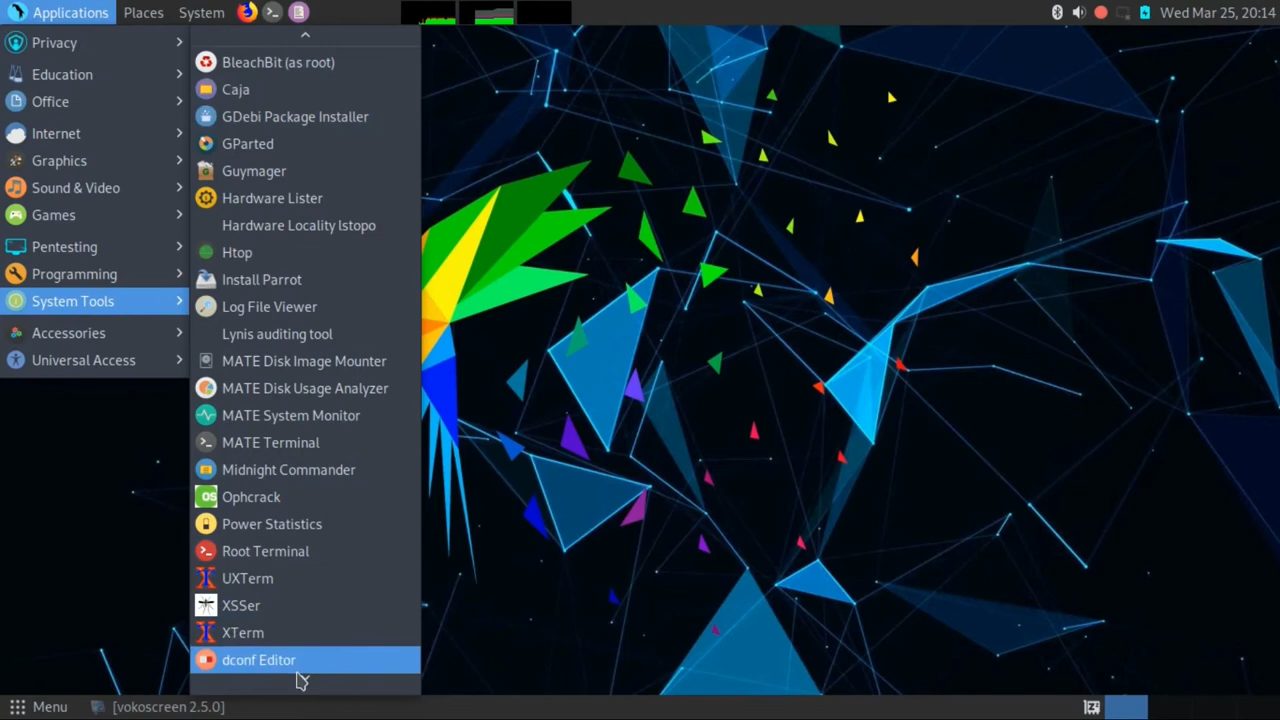 Applications Places System Wed Mar 25, 20:14
Privacy
Education
Office
Internet
Graphics
Sound & Video
Games
Pentesting
Programming
System Tools
Accessories
Universal Access
BleachBit (as root)
Caja
GDebi Package Installer
GParted
Guymager
Hardware Lister
Hardware Locality lstopo
Htop
Install Parrot
Log File Viewer
Lynis auditing tool
MATE Disk Image Mounter
MATE Disk Usage Analyzer
MATE System Monitor
MATE Terminal
Midnight Commander
OS Ophcrack
Power Statistics
Root Terminal
UXTerm
XSSer
XTerm
dconf Editor
Menu [vokoscreen 2.5.0]